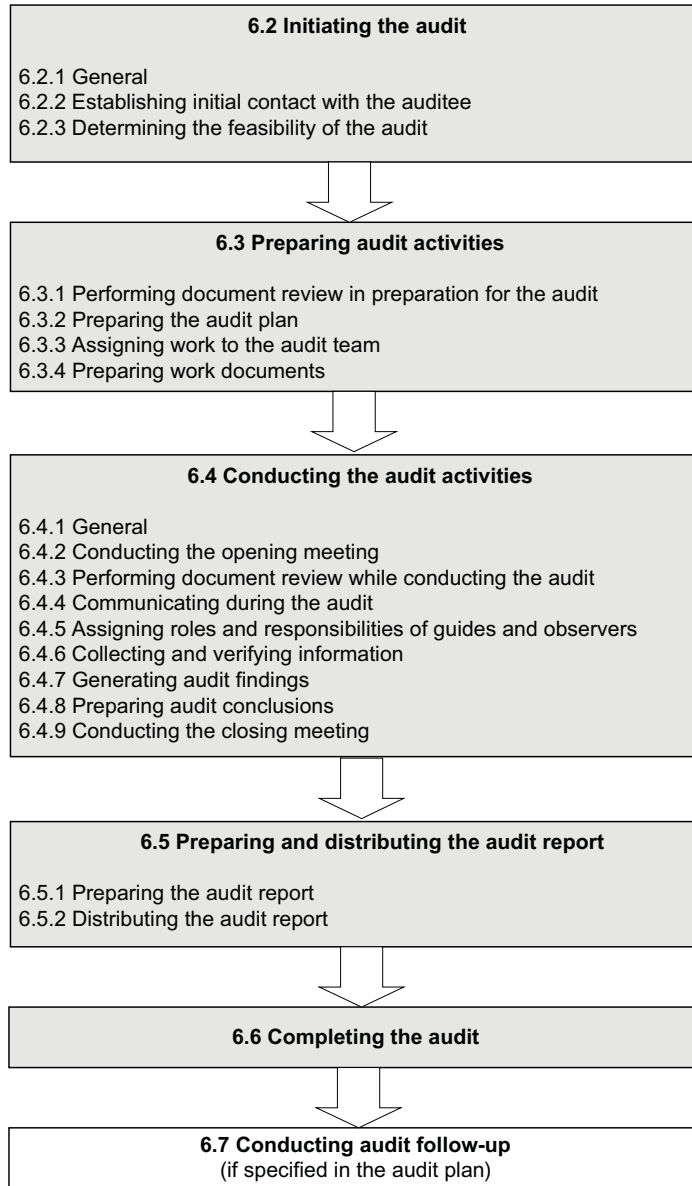 6.2 Initiating the audit
6.2.1 General
6.2.2 Establishing initial contact with the auditee
6.2.3 Determining the feasibility of the audit
6.3 Preparing audit activities
6.3.1 Performing document review in preparation for the audit
6.3.2 Preparing the audit plan
6.3.3 Assigning work to the audit team
6.3.4 Preparing work documents
6.4 Conducting the audit activities
6.4.1 General
6.4.2 Conducting the opening meeting
6.4.3 Performing document review while conducting the audit
6.4.4 Communicating during the audit
6.4.5 Assigning roles and responsibilities of guides and observers
6.4.6 Collecting and verifying information
6.4.7 Generating audit findings
6.4.8 Preparing audit conclusions
6.4.9 Conducting the closing meeting
6.5 Preparing and distributing the audit report
6.5.1 Preparing the audit report
6.5.2 Distributing the audit report
6.6 Completing the audit
6.7 Conducting audit follow-up
(if specified in the audit plan)